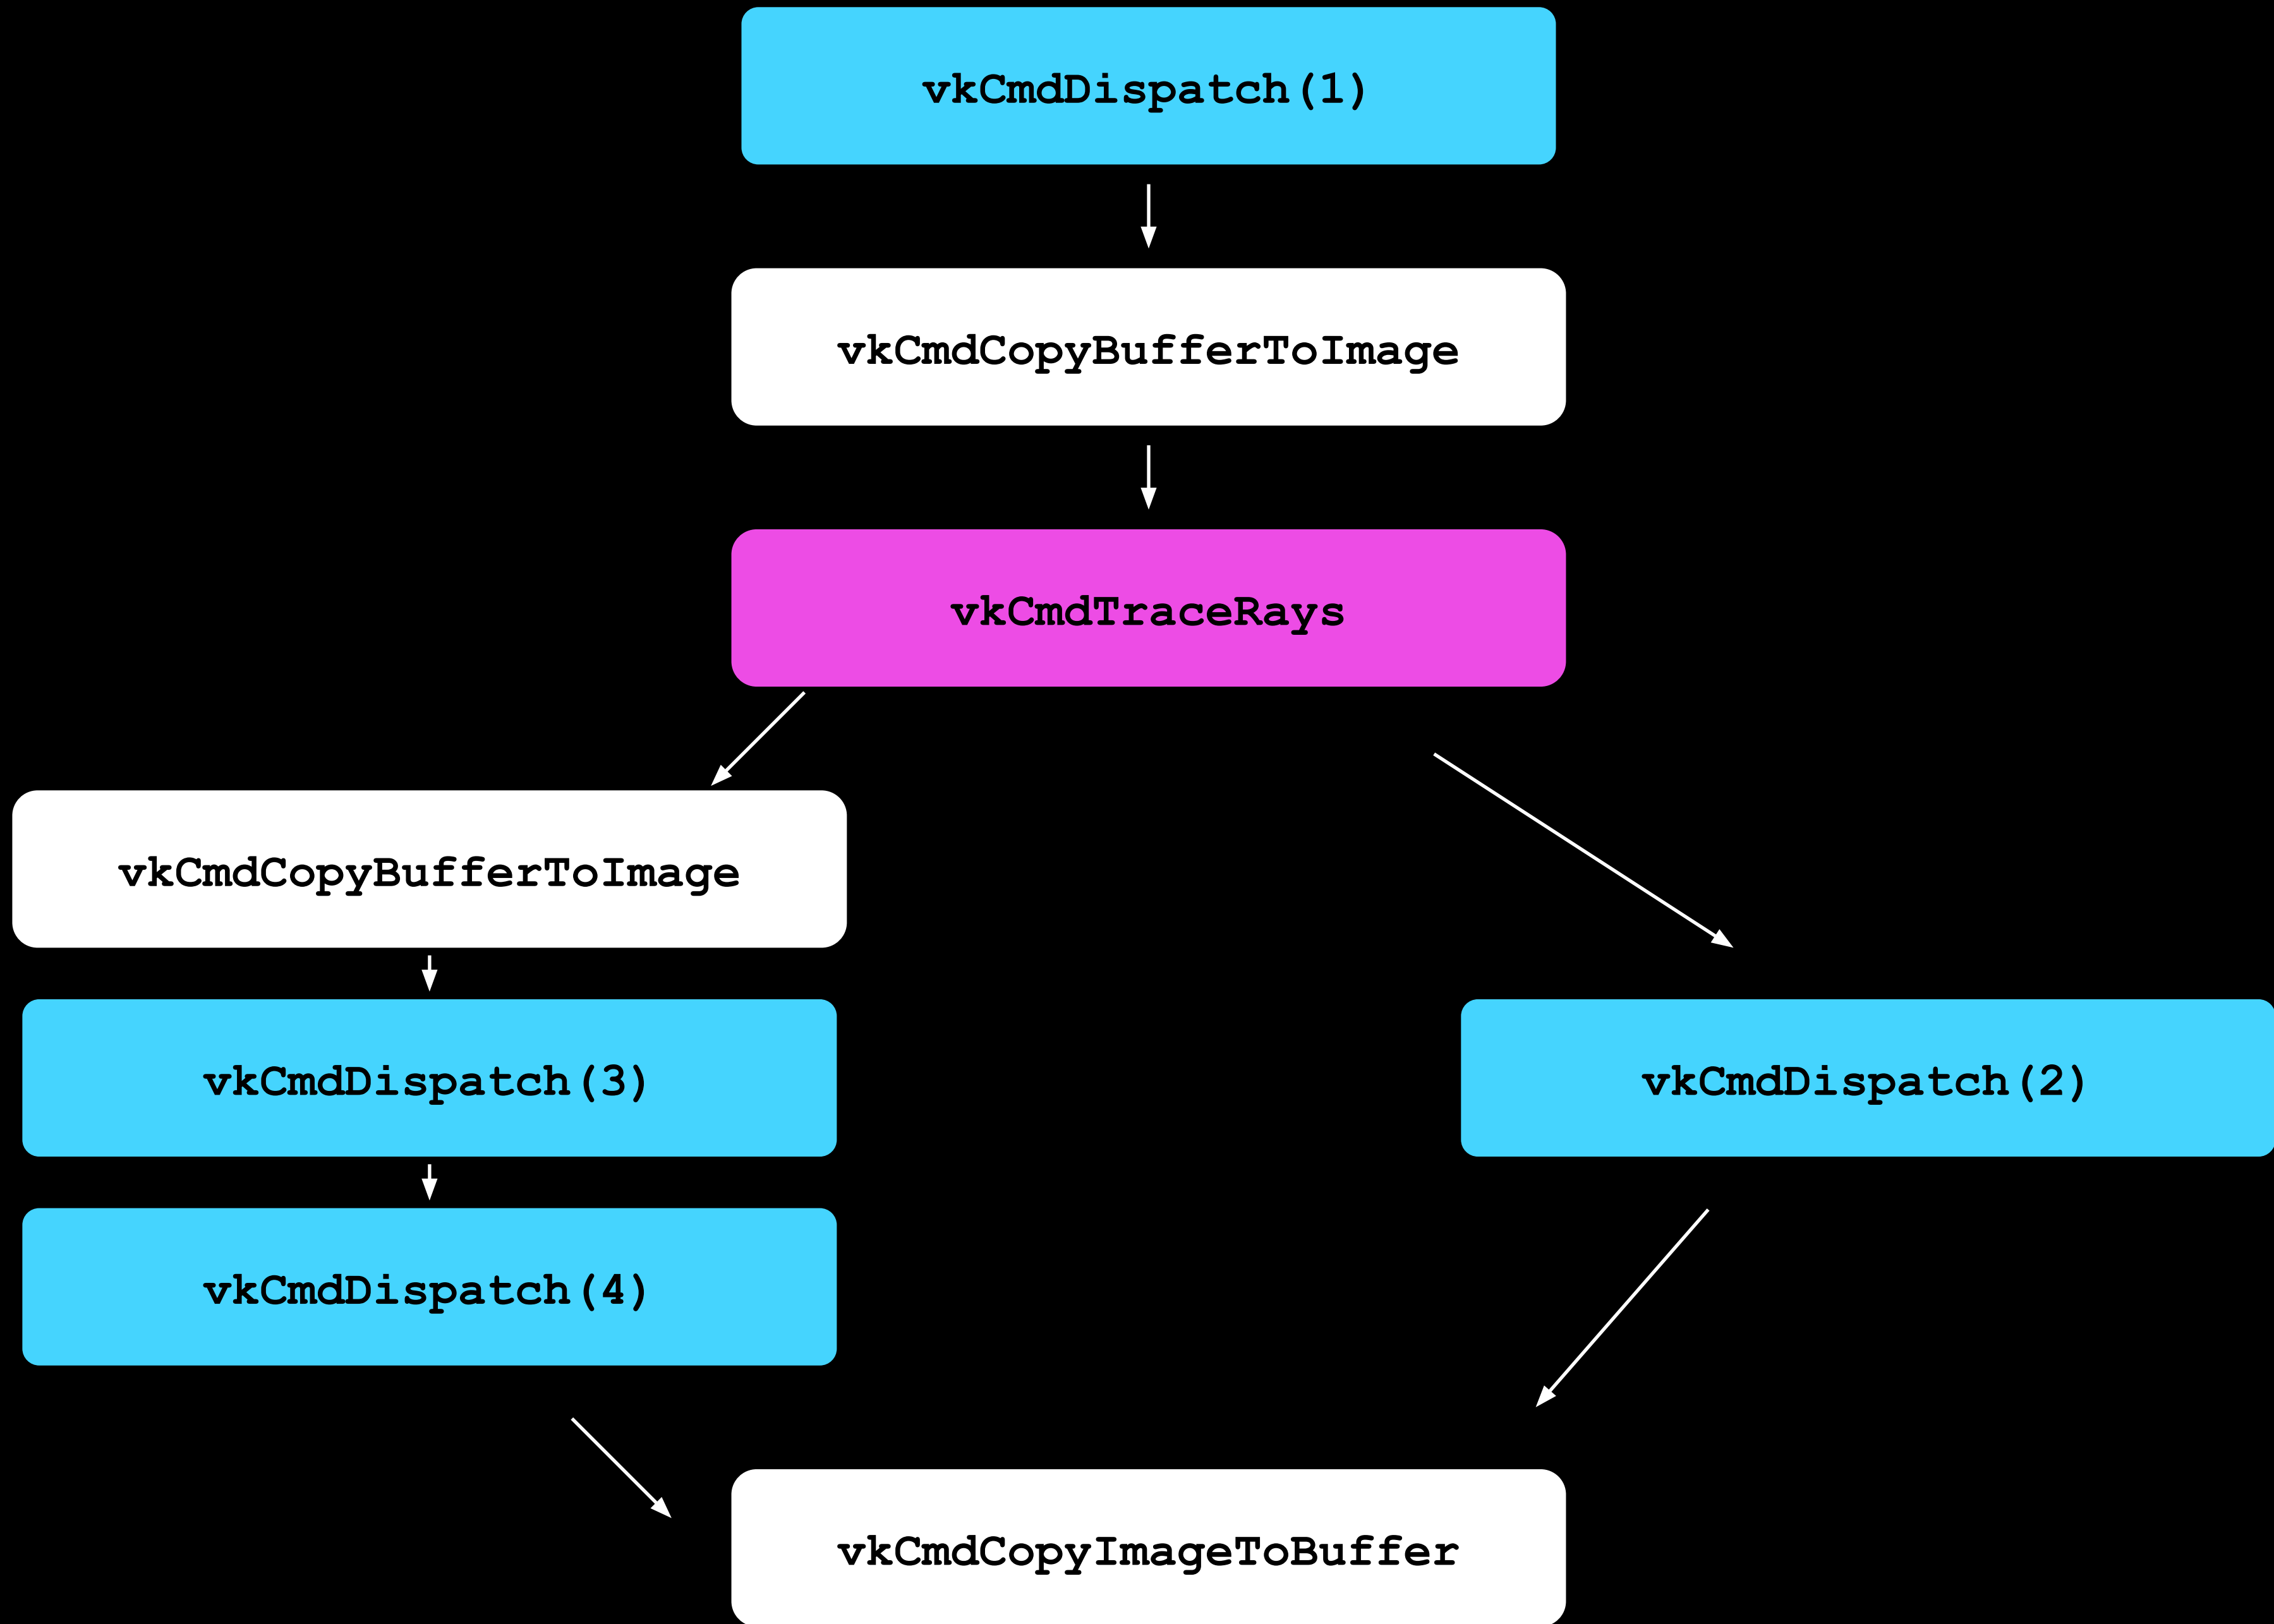 vkCmdDispatch(1)
vkCmdCopyBufferToImage
vkCmdTraceRays
vkCmdCopyBufferToImage
vkCmdDispatch(3)
vkCmdDispatch(2)
vkCmdDispatch(4)
vkCmdCopyImageToBuffer